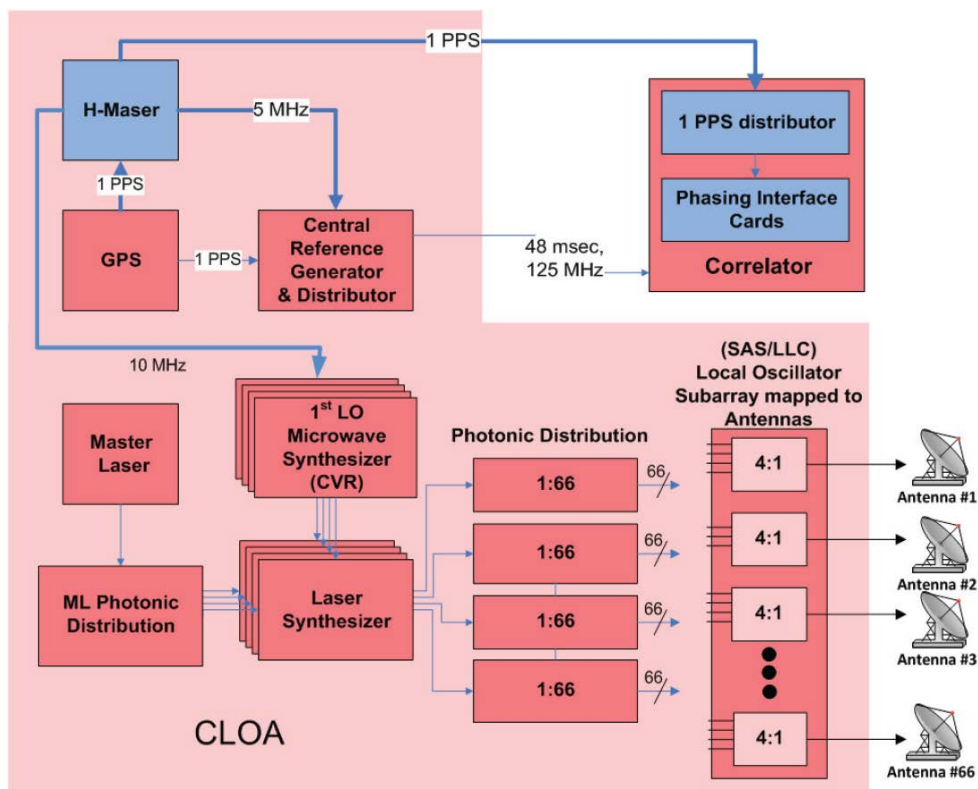 1 PPS
H-Maser
5 MHz
1 PPS distributor
1 PPS
Phasing Interface
Cards
GPS
1 PPS
Central
Reference
Generator
& Distributor
48 msec,
125 MHz
Correlator
10 MHz
(SAS/LLC)
Local Oscillator
Subarray mapped to
Antennas
1st LO
Microwave
Synthesizer
(CVR)
Master
Laser
Photonic Distribution
1:66
66
4:1
Antenna #1
1:66
66
4:1
Antenna #2
ML Photonic
Distribution
Laser
Synthesizer
1:66
66
4:1
Antenna #3
1:66
66
4:1
Antenna #66
CLOA